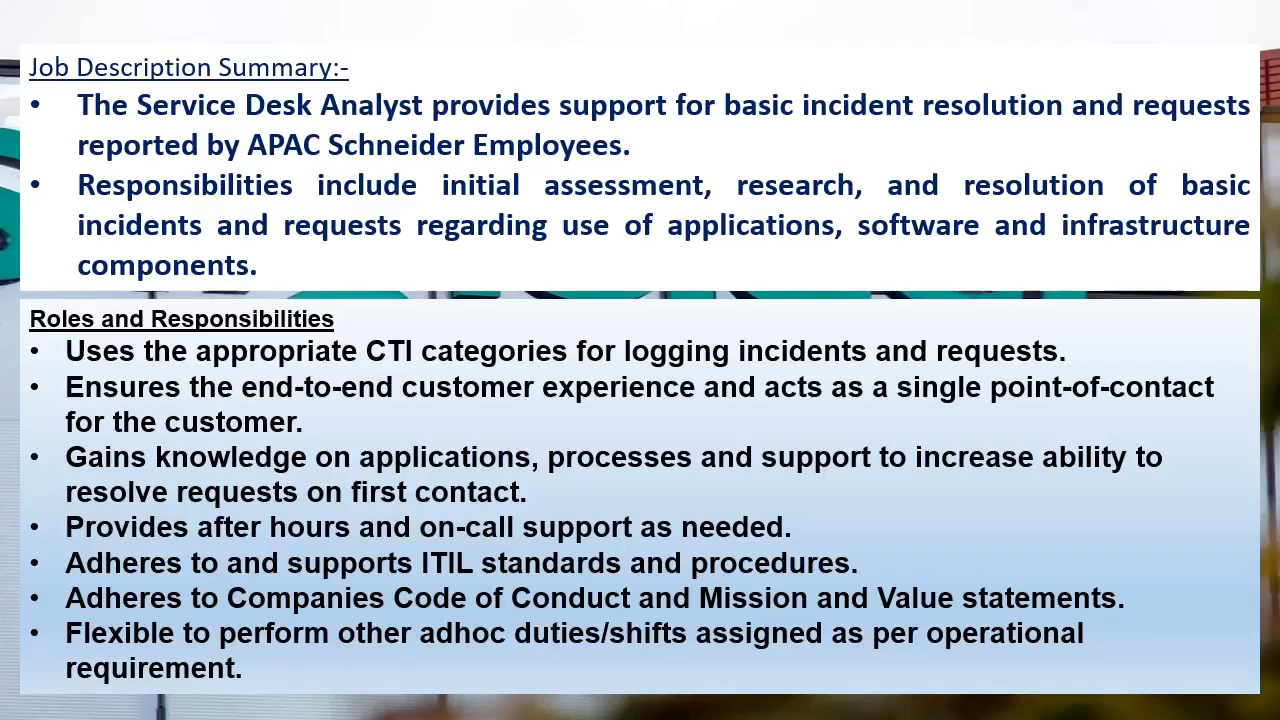 Job Description Summary:-
• The Service Desk Analyst provides support for basic incident resolution and requests
reported by APAC Schneider Employees.
• Responsibilities include initial assessment, research, and resolution of basic
incidents and requests regarding use of applications, software and infrastructure
components.
Roles and Responsibilities
• Uses the appropriate CTI categories for logging incidents and requests.
• Ensures the end-to-end customer experience and acts as a single point-of-contact
for the customer.
• Gains knowledge on applications, processes and support to increase ability to
resolve requests on first contact.
• Provides after hours and on-call support as needed.
• Adheres to and supports ITIL standards and procedures.
• Adheres to Companies Code of Conduct and Mission and Value statements.
• Flexible to perform other adhoc duties/shifts assigned as per operational
requirement.